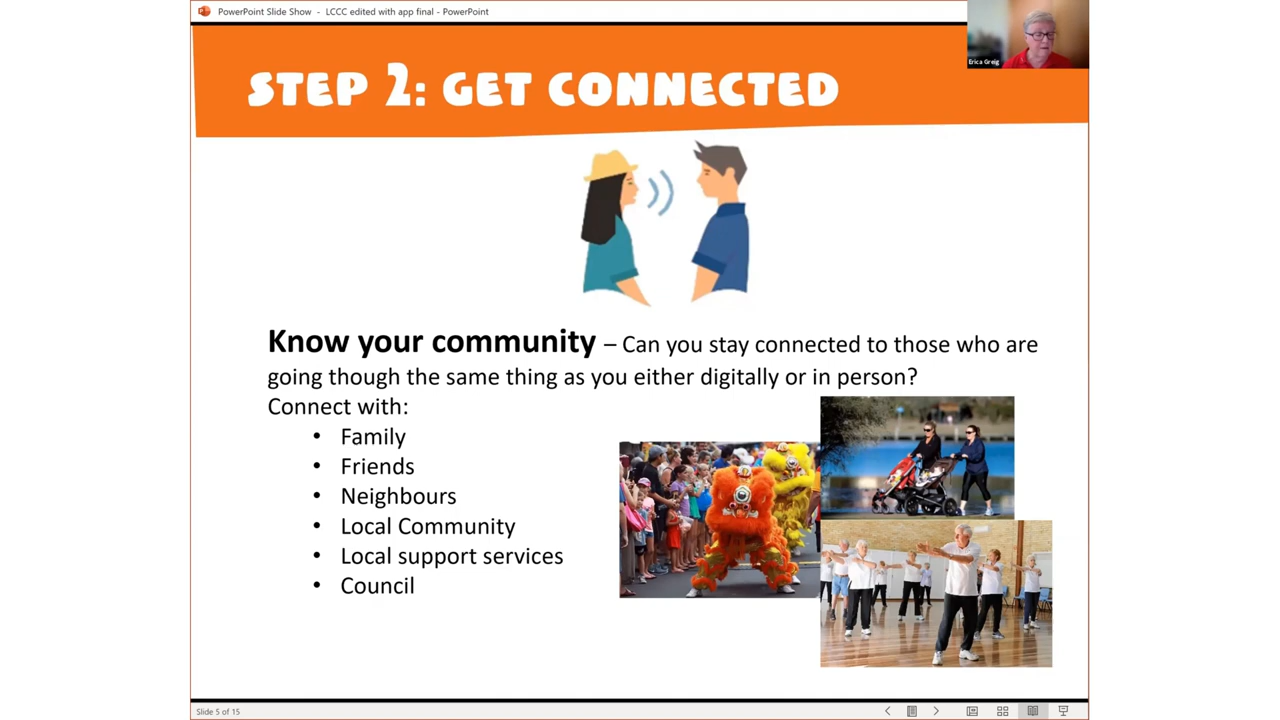 PowerPoint Slide Show - LCCC edited with app final - PowerPoint
Erica Greig
STEP 2: GET CONNECTED
Know your community – Can you stay connected to those who are
going though the same thing as you either digitally or in person?
Connect with:
• Family
• Friends
• Neighbours
• Local Community
• Local support services
• Council
Slide 5 of 15